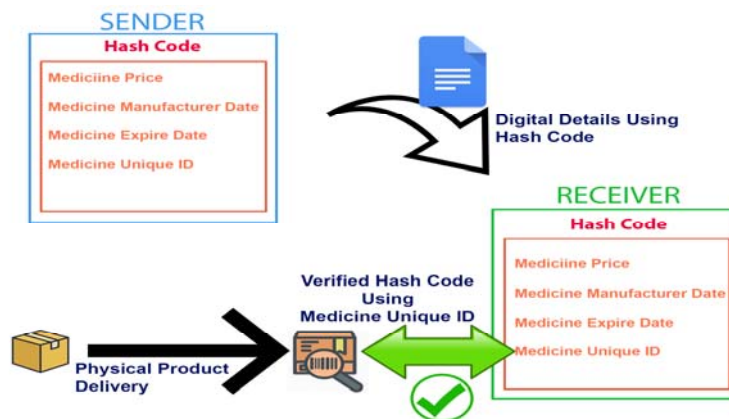 SENDER
Hash Code
Mediciine Price
Medicine Manufacturer Date
Medicine Expire Date
Medicine Unique ID
Digital Details Using
Hash Code
RECEIVER
Hash Code
Mediciine Price
Medicine Manufacturer Date
Medicine Expire Date
Medicine Unique ID
Verified Hash Code
Using
Medicine Unique ID
Physical Product
Delivery